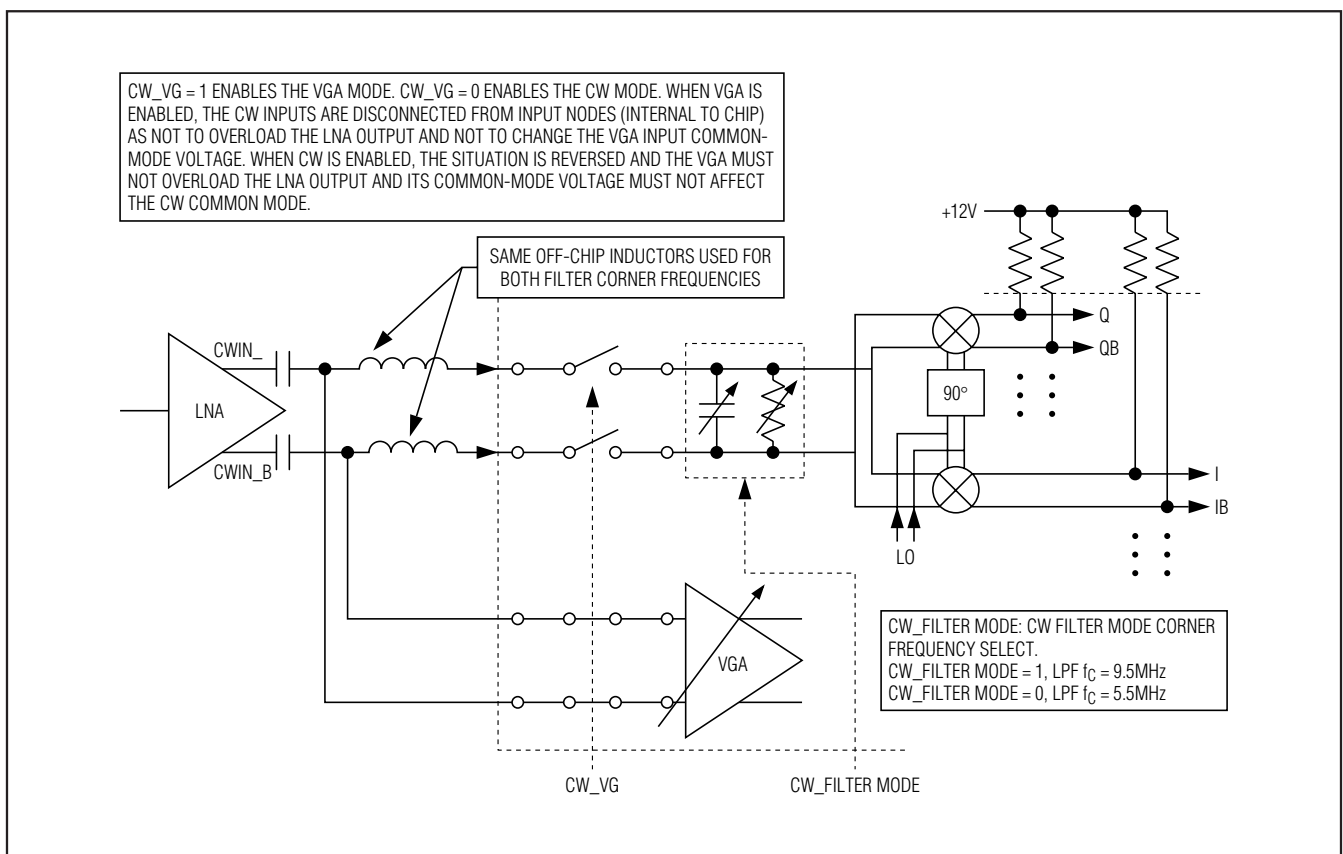 CW_VG = 1 ENABLES THE VGA MODE. CW_VG = 0 ENABLES THE CW MODE. WHEN VGA IS
ENABLED, THE CW INPUTS ARE DISCONNECTED FROM INPUT NODES (INTERNAL TO CHIP)
AS NOT TO OVERLOAD THE LNA OUTPUT AND NOT TO CHANGE THE VGA INPUT COMMON-
MODE VOLTAGE. WHEN CW IS ENABLED, THE SITUATION IS REVERSED AND THE VGA MUST
NOT OVERLOAD THE LNA OUTPUT AND ITS COMMON-MODE VOLTAGE MUST NOT AFFECT
THE CW COMMON MODE.
+12V
SAME OFF-CHIP INDUCTORS USED FOR
BOTH FILTER CORNER FREQUENCIES
Q
QB
CWIN_
LNA
CWIN_B
90°
I
IB
LO
VGA
CW_FILTER MODE: CW FILTER MODE CORNER
FREQUENCY SELECT.
CW_FILTER MODE = 1, LPF fC = 9.5MHz
CW_FILTER MODE = 0, LPF fC = 5.5MHz
CW_VG
CW_FILTER MODE